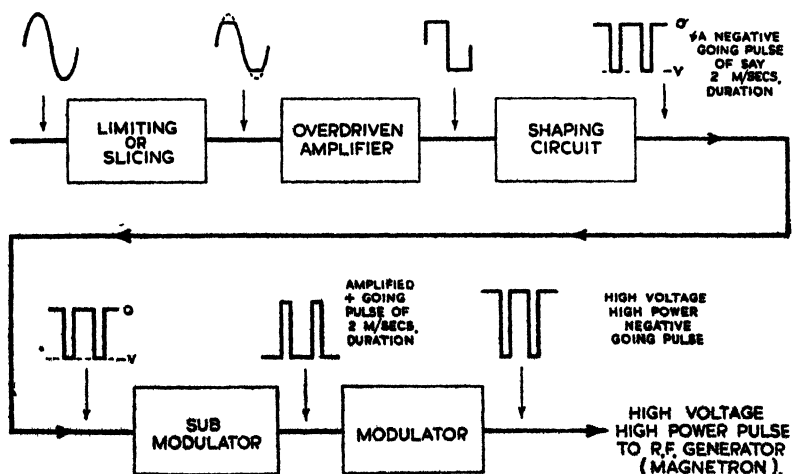 O
A NEGATIVE
GOING PULSE
OF SAY
2 M/SECS,
DURATION
-V
LIMITING
OR
SLICING
OVERDRIVEN
AMPLIFIER
SHAPING
CIRCUIT
O
-V
AMPLIFIED
+ GOING
PULSE OF
2 M/SECS,
DURATION
HIGH VOLTAGE
HIGH POWER
NEGATIVE
GOING PULSE
SUB
MODULATOR
MODULATOR
HIGH VOLTAGE
HIGH POWER PULSE
TO R.F. GENERATOR
(MAGNETRON).